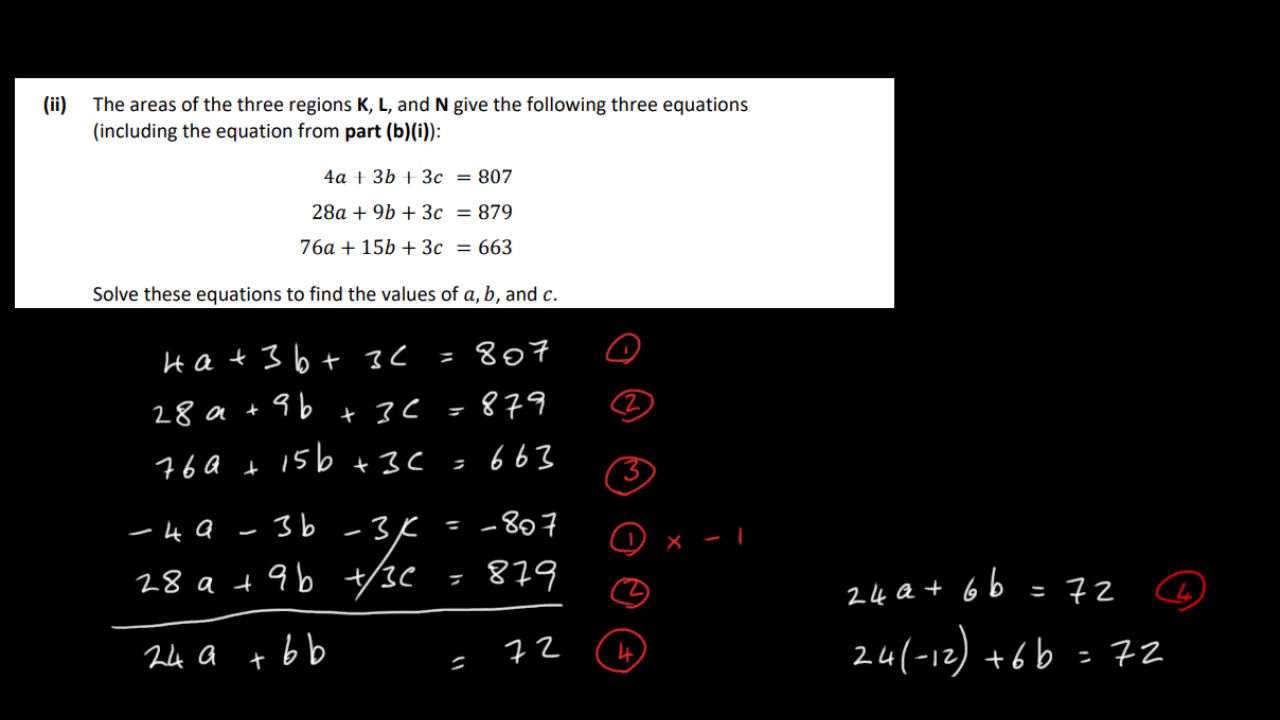 (ii) The areas of the three regions K, L, and N give the following three equations
(including the equation from part (b)(i)):
4a + 3b + 3c = 807
28a + 9b + 3c = 879
76a + 15b + 3c = 663
Solve these equations to find the values of a, b, and c.
4a + 3b + 3c = 807 ①
28a + 9b + 3c = 879 ②
76a + 15b + 3c = 663 ③
-4a - 3b - 3c = -807 ① x -1
28a + 9b + 3c = 879 ②
24a + 6b = 72 ④
24a + 6b = 72 ④
24(-12) + 6b = 72